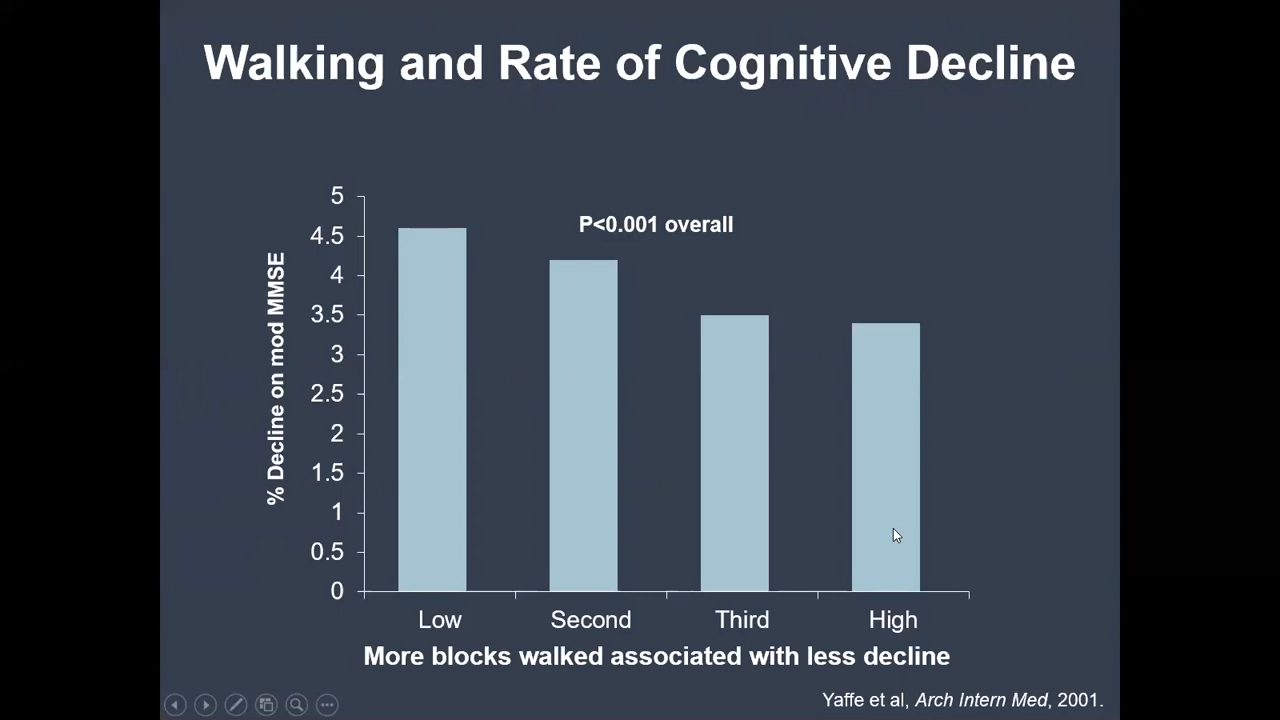 Walking and Rate of Cognitive Decline
P<0.001 overall
% Decline on mod MMSE
5
4.5
4
3.5
3
2.5
2
1.5
1
0.5
0
Low Second Third High
More blocks walked associated with less decline
Yaffe et al, Arch Intern Med, 2001.